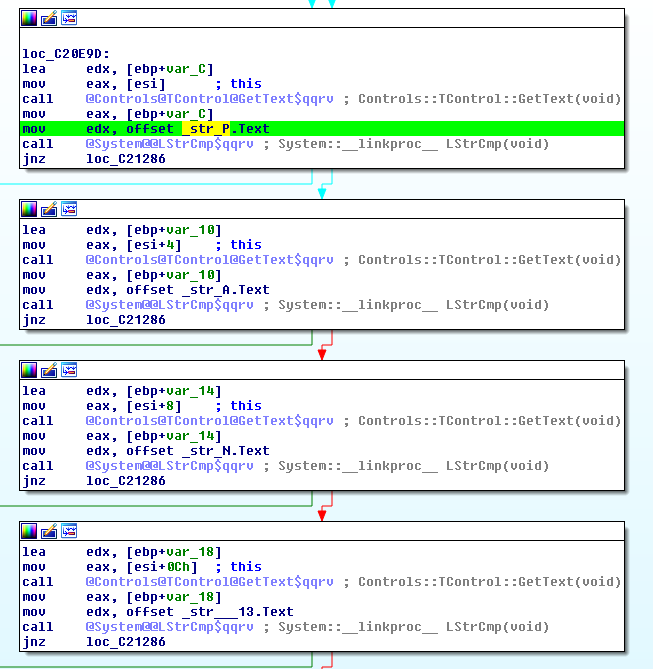 loc_C20E9D:
lea     edx, [ebp+var_C]
mov     eax, [esi]      ; this
call    @Controls@TControl@GetText$qqrv ; Controls::TControl::GetText(void)
mov     eax, [ebp+var_C]
mov     edx, offset _str_P.Text
call    @System@@LStrCmp$qqrv ; System::__linkproc__ LStrCmp(void)
jnz     loc_C21286
lea     edx, [ebp+var_10]
mov     eax, [esi+4]    ; this
call    @Controls@TControl@GetText$qqrv ; Controls::TControl::GetText(void)
mov     eax, [ebp+var_10]
mov     edx, offset _str_A.Text
call    @System@@LStrCmp$qqrv ; System::__linkproc__ LStrCmp(void)
jnz     loc_C21286
lea     edx, [ebp+var_14]
mov     eax, [esi+8]    ; this
call    @Controls@TControl@GetText$qqrv ; Controls::TControl::GetText(void)
mov     eax, [ebp+var_14]
mov     edx, offset _str_N.Text
call    @System@@LStrCmp$qqrv ; System::__linkproc__ LStrCmp(void)
jnz     loc_C21286
lea     edx, [ebp+var_18]
mov     eax, [esi+0Ch]  ; this
call    @Controls@TControl@GetText$qqrv ; Controls::TControl::GetText(void)
mov     eax, [ebp+var_18]
mov     edx, offset _str___13.Text
call    @System@@LStrCmp$qqrv ; System::__linkproc__ LStrCmp(void)
jnz     loc_C21286